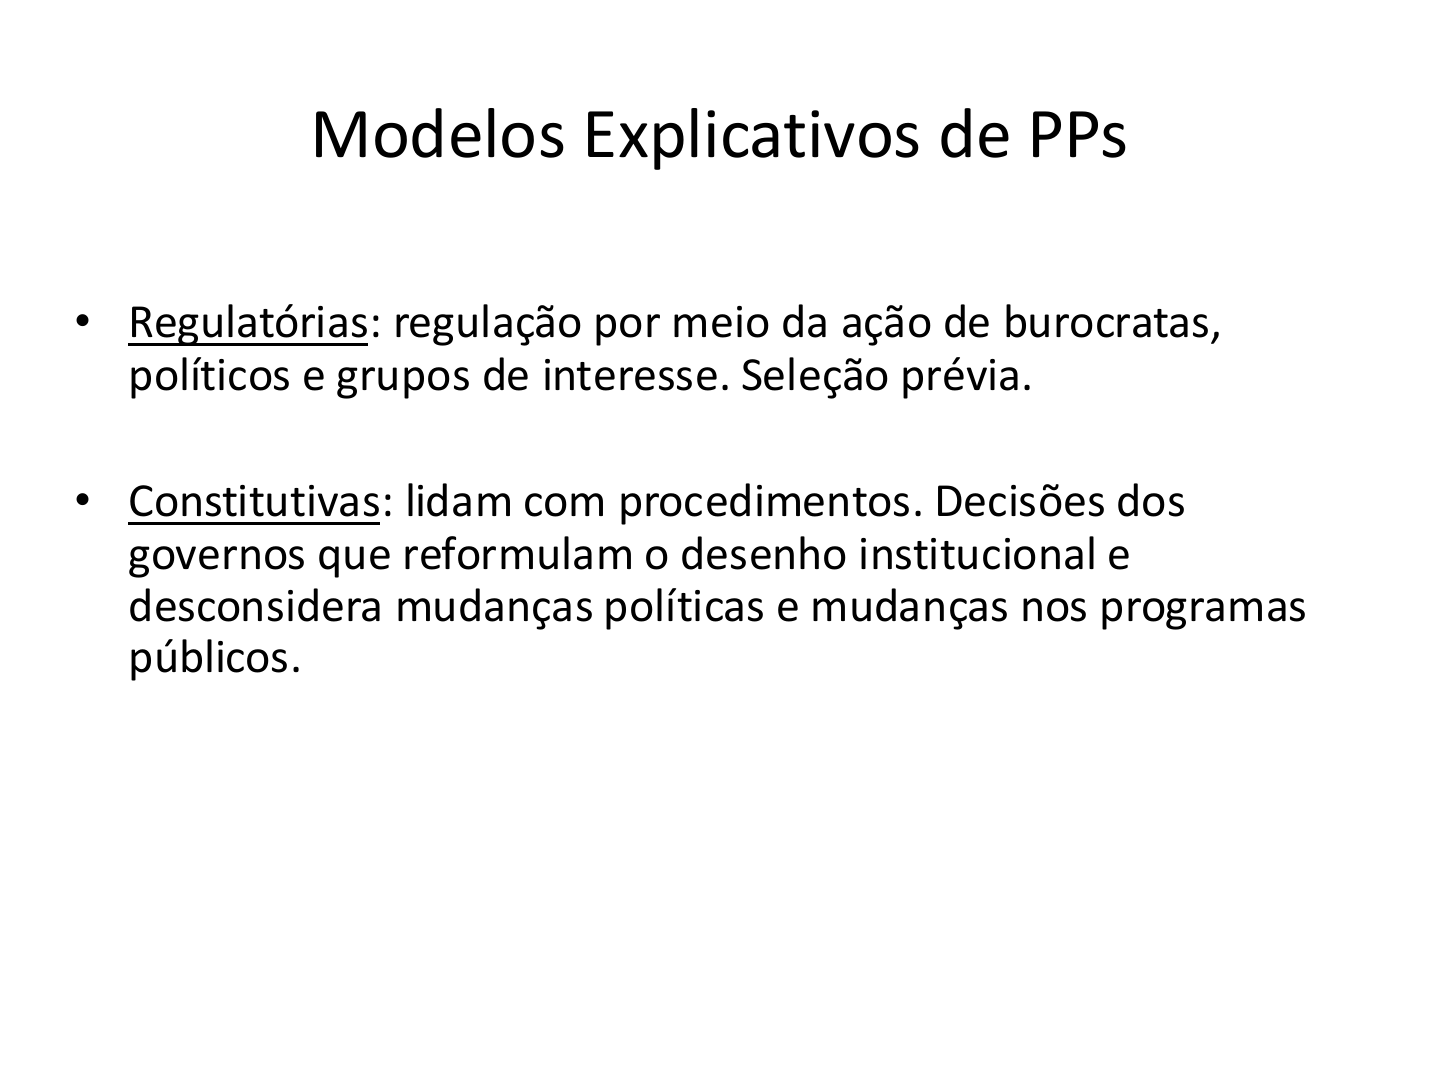 Modelos Explicativos de PPs
• Regulatórias: regulação por meio da ação de burocratas,
políticos e grupos de interesse. Seleção prévia.
• Constitutivas: lidam com procedimentos. Decisões dos
governos que reformulam o desenho institucional e
desconsidera mudanças políticas e mudanças nos programas
públicos.